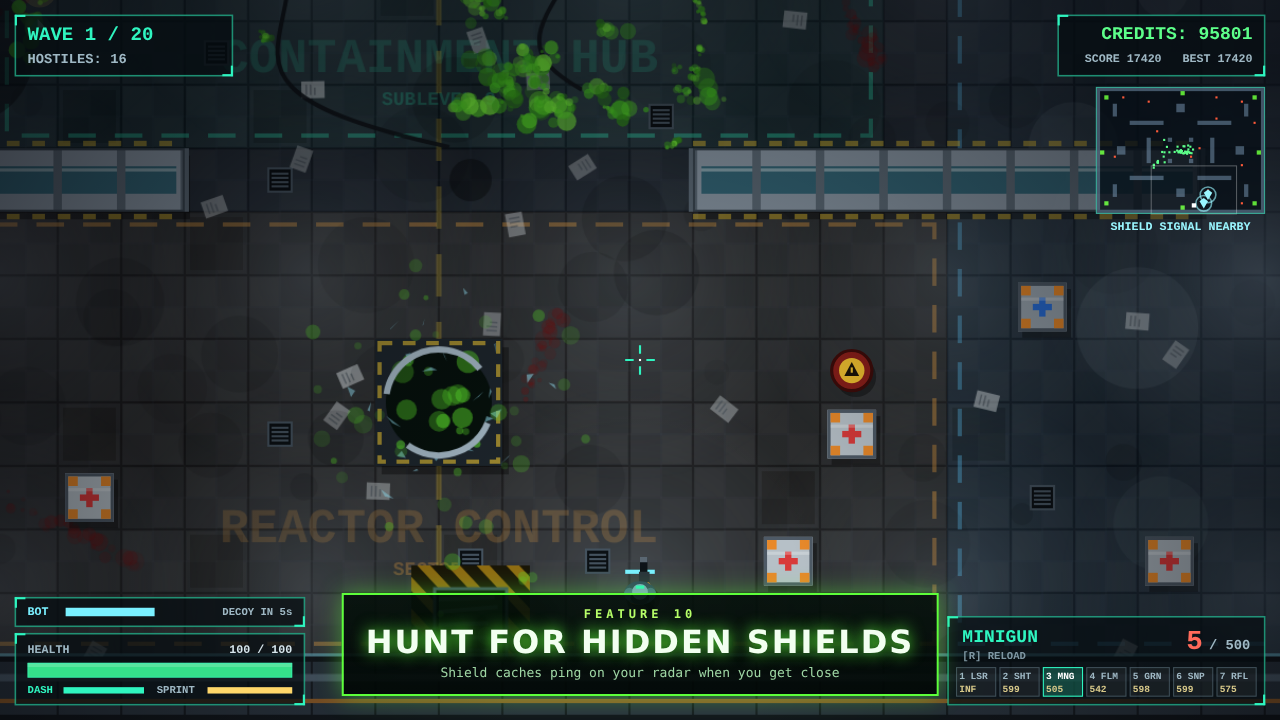 WAVE 1 / 20
HOSTILES: 16
CONTAINMENT HUB
CREDITS: 95801
SCORE 17420 BEST 17420
SHIELD SIGNAL NEARBY
REACTOR CONTROL
BOT DECOY IN 5s
HEALTH 100 / 100
DASH SPRINT
FEATURE 10
HUNT FOR HIDDEN SHIELDS
Shield caches ping on your radar when you get close
MINIGUN 5 / 500
[R] RELOAD
1 LSR 2 SHT 3 MNG 4 FLM 5 GRN 6 SNP 7 RFL
INF 599 505 542 598 599 575